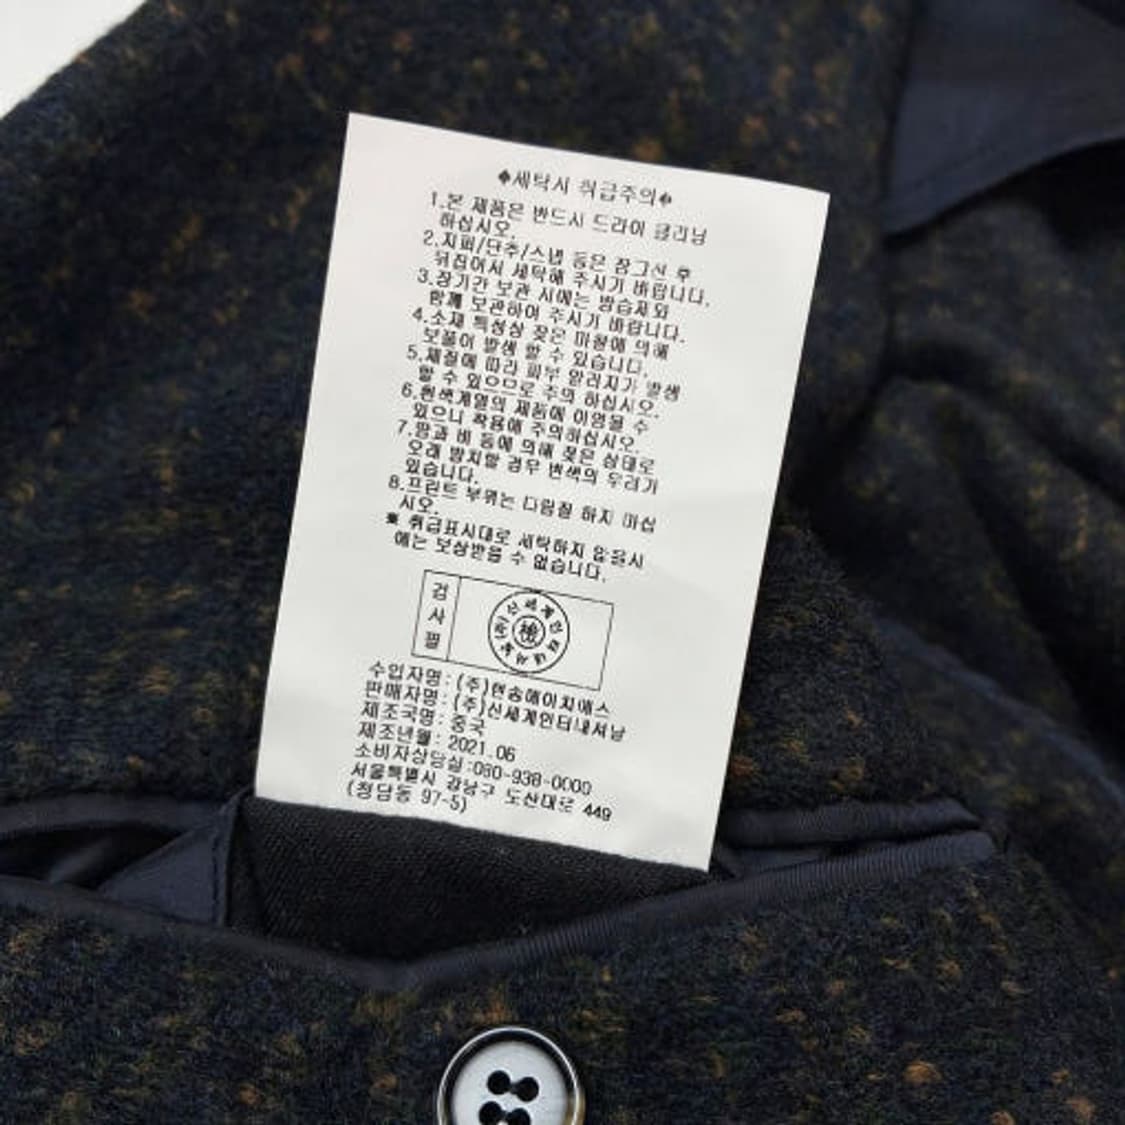 ◆세탁시 취급주의◆
1.본 제품은 반드시 드라이 클리닝
하십시오.
2.지퍼/단추/스냅 등은 잠그신 후
뒤집어서 세탁해 주시기 바랍니다.
3.장기간 보관 시에는 방습제와
함께 보관하여 주시기 바랍니다.
4.소재 특성상 잦은 마찰에 의해
보풀이 발생 할 수 있습니다.
5.재질에 따라 피부 알러지가 발생
할 수 있으므로 주의 하십시오.
6.흰색계열의 제품에 이염될 수
있으니 착용에 주의하십시오.
7.땀과 비 등에 의해 젖은 상태로
오래 방치할 경우 변색의 우려가
있습니다.
8.프린트 부위는 다림질 하지 마십
시오.
※ 취급표시대로 세탁하지 않을시
에는 보상받을 수 없습니다.
검사필
수입자명:(주)현송에이치에스
판매자명:(주)신세계인터내셔날
제조국명: 중국
제조년월: 2021.06
소비자상담실:080-938-0000
서울특별시 강남구 도산대로 449
(청담동 97-5)